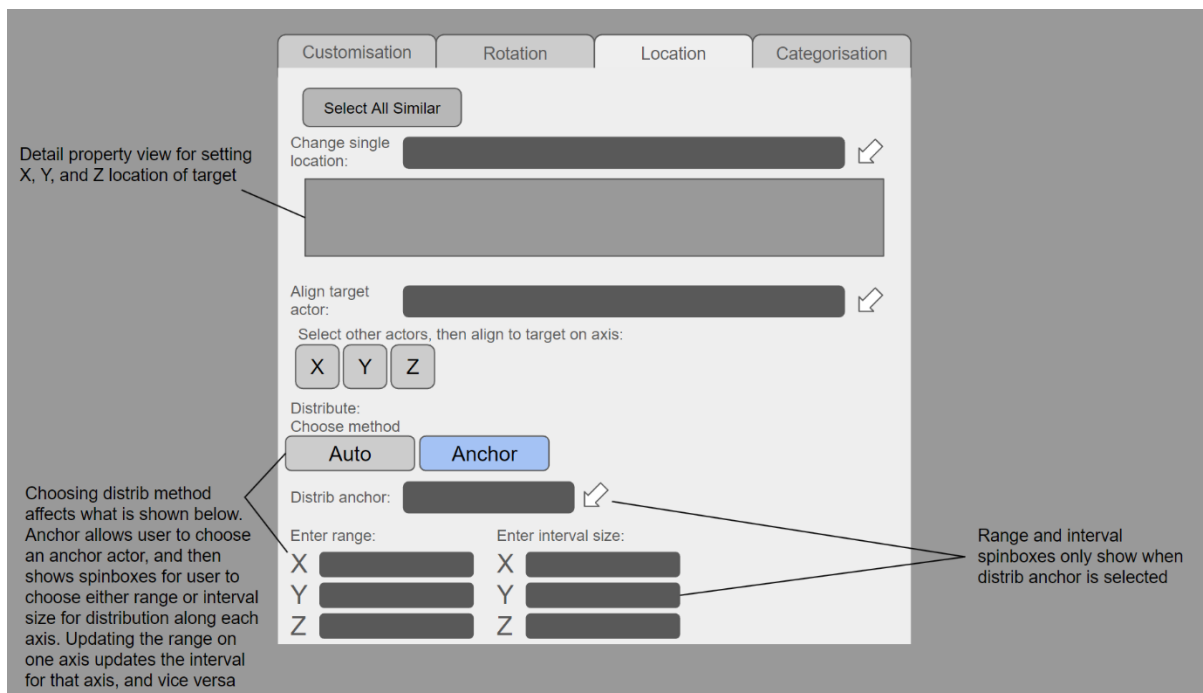 Customisation
Rotation
Location
Categorisation
Select All Similar
Change single
location:
Detail property view for setting
X, Y, and Z location of target
Align target
actor:
Select other actors, then align to target on axis:
X
Y
Z
Distribute:
Choose method
Auto
Anchor
Distrib anchor:
Enter range:
Enter interval size:
X
X
Y
Y
Z
Z
Choosing distrib method
affects what is shown below.
Anchor allows user to choose
an anchor actor, and then
shows spinboxes for user to
choose either range or interval
size for distribution along each
axis. Updating the range on
one axis updates the interval
for that axis, and vice versa
Range and interval
spinboxes only show when
distrib anchor is selected